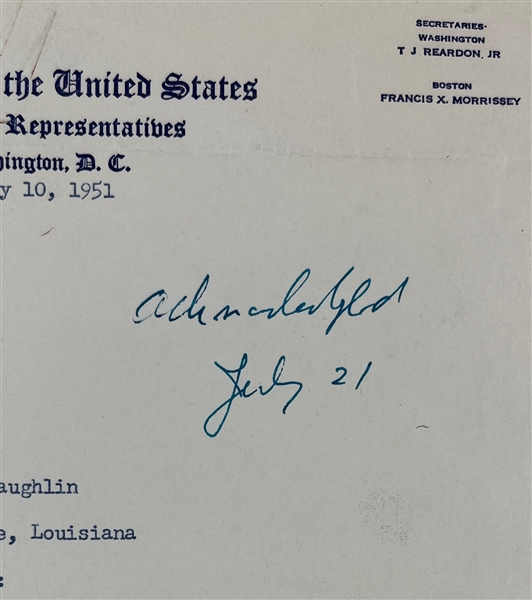 SECRETARIES:
WASHINGTON
T J REARDON, JR
BOSTON
FRANCIS X. MORRISSEY
the United States
Representatives
hington, D. C.
y 10, 1951
acknowledged
July 21
aughlin
e, Louisiana
: